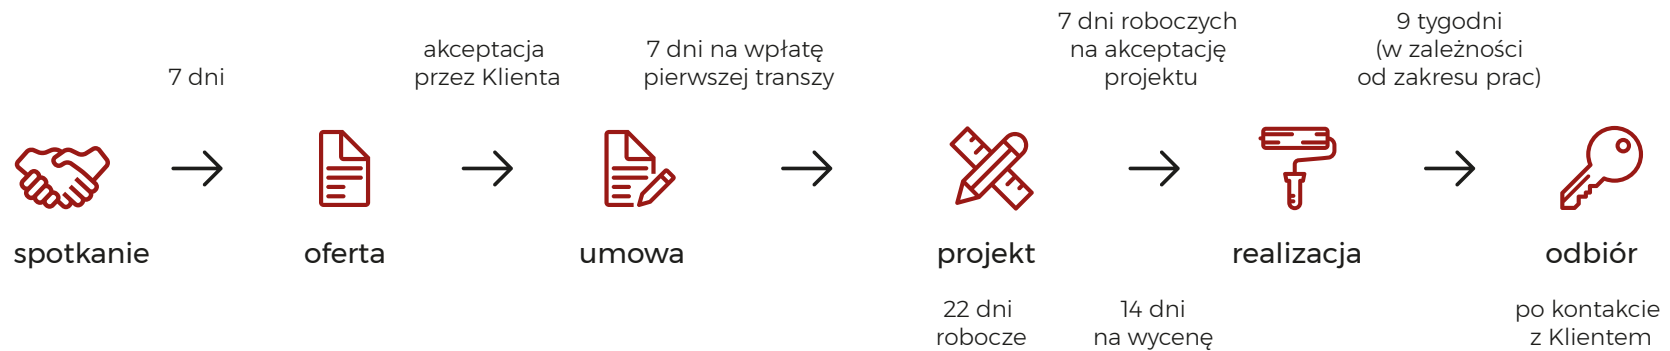 7 dni
akceptacja
przez Klienta
7 dni na wpłatę
pierwszej transzy
7 dni roboczych
na akceptację
projektu
9 tygodni
(w zależności
od zakresu prac)
spotkanie
oferta
umowa
projekt
realizacja
odbiór
22 dni
robocze
14 dni
na wycenę
po kontakcie
z Klientem